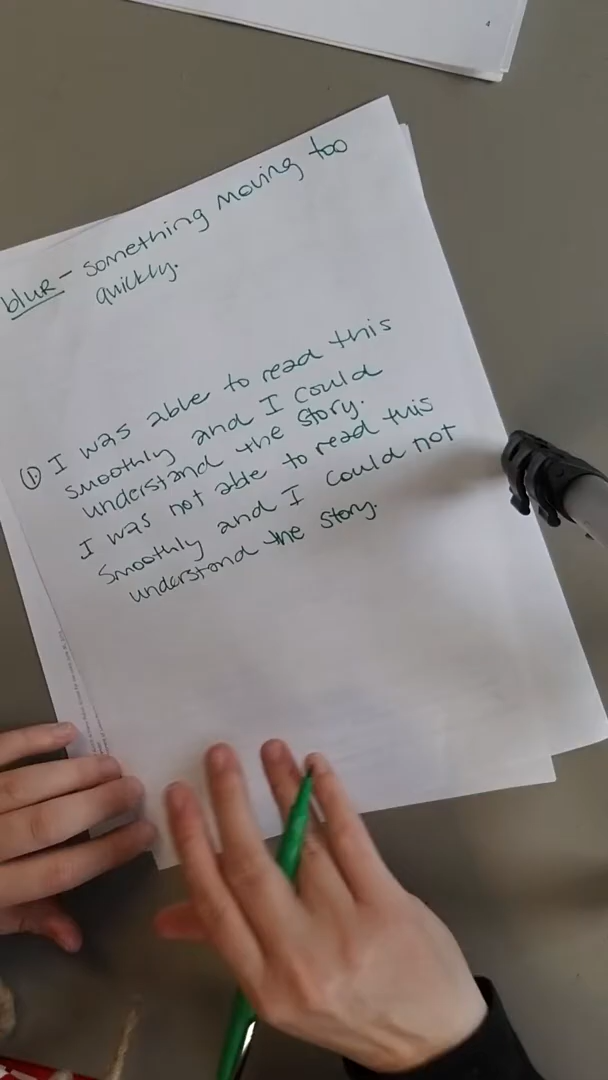 4
blur - something moving too
quickly.
① I was able to read this
smoothly and I could
understand the story.
I was not able to read this
smoothly and I could not
understand the story.